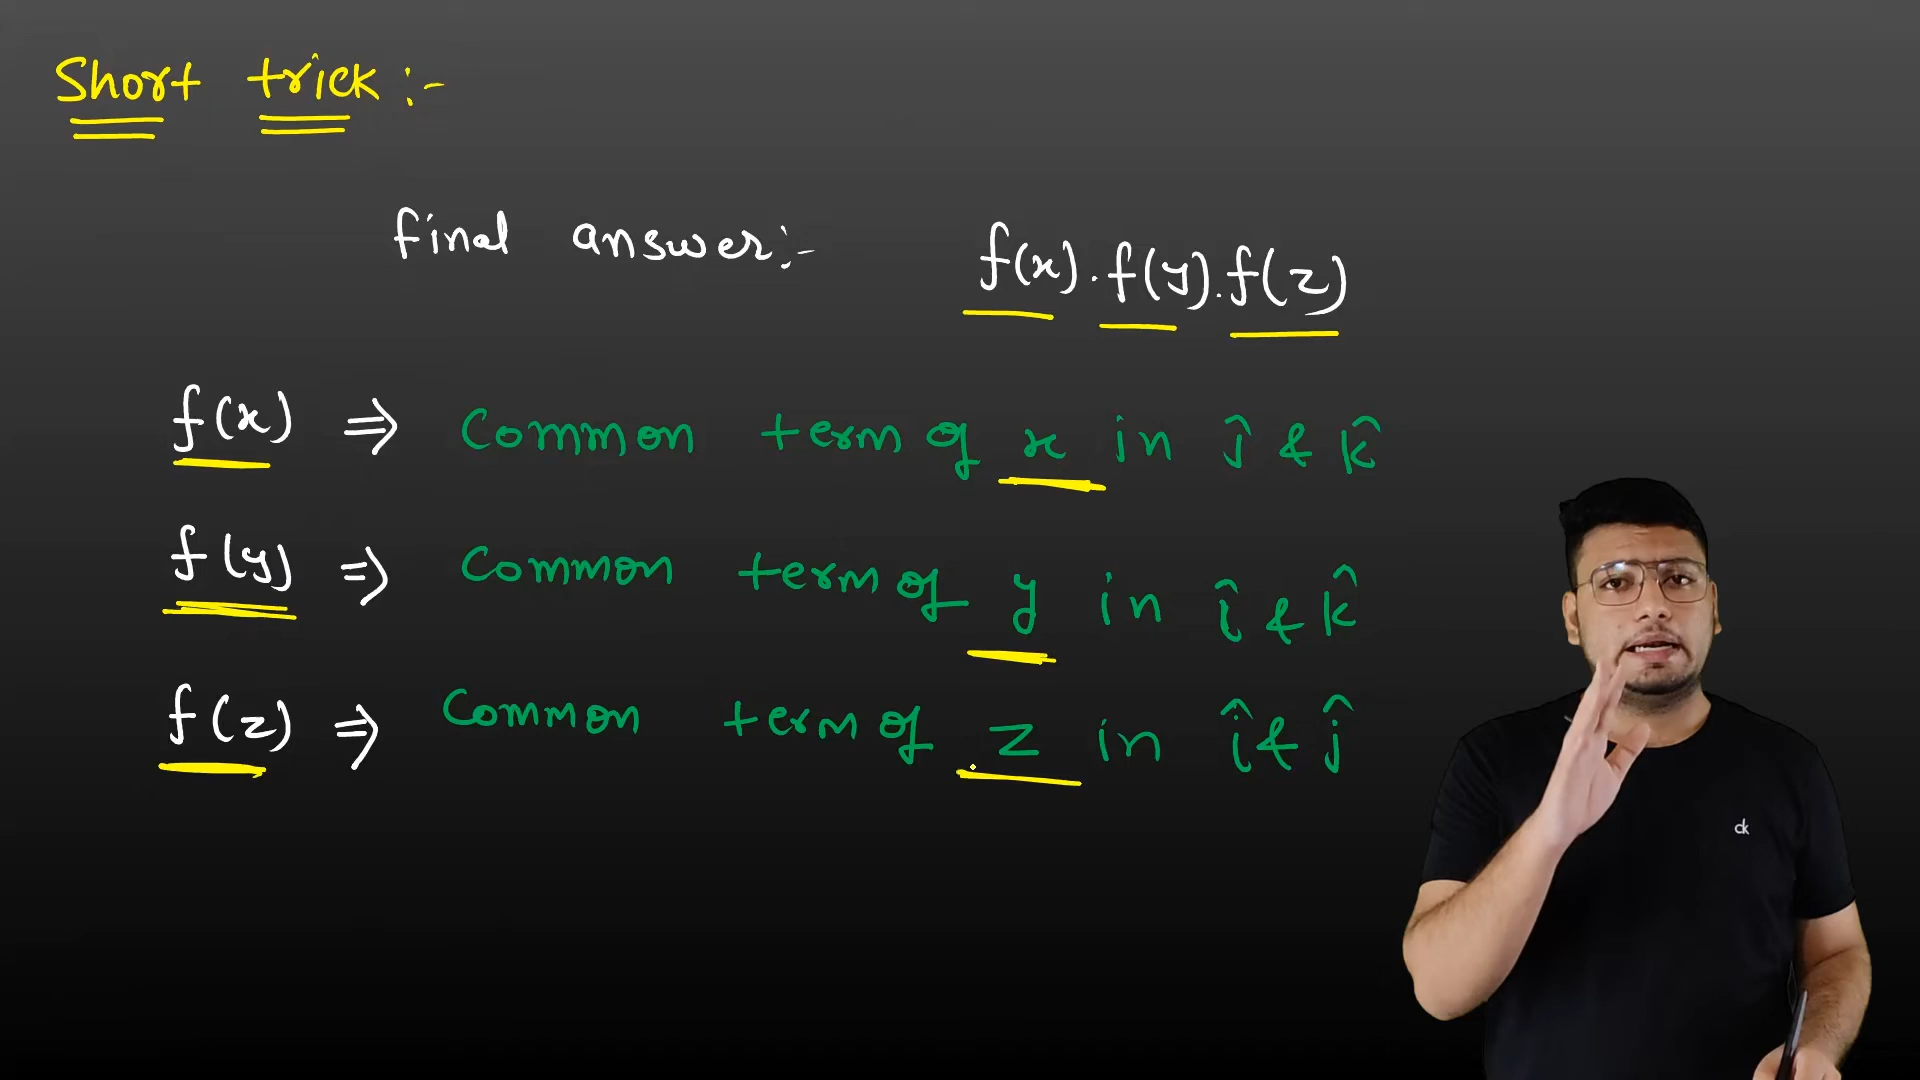 Short trick :-
final answer :- f(x).f(y).f(z)
f(x) ⇒ Common term of x in ĵ & k̂
f(y) ⇒ Common term of y in î & k̂
f(z) ⇒ Common term of z in î & ĵ
ck